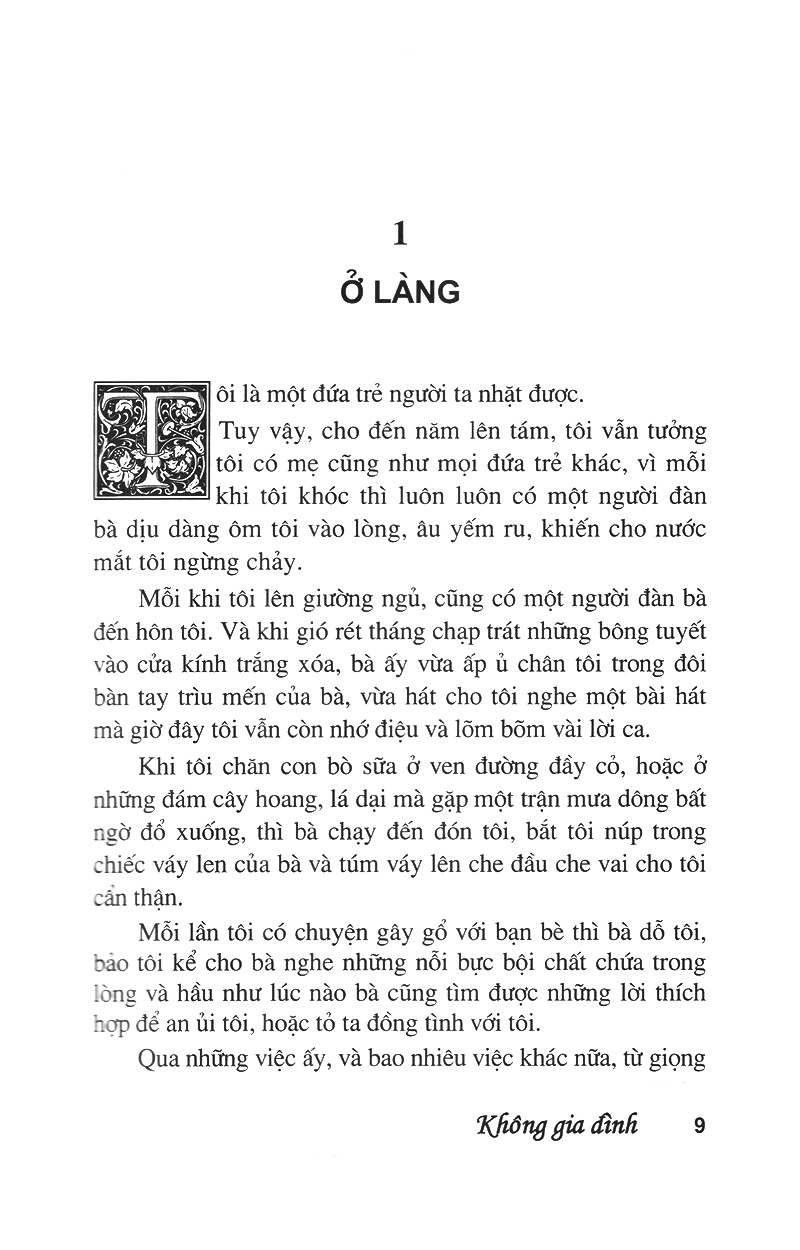 1
Ở LÀNG
Tôi là một đứa trẻ người ta nhặt được.
Tuy vậy, cho đến năm lên tám, tôi vẫn tưởng
tôi có mẹ cũng như mọi đứa trẻ khác, vì mỗi
khi tôi khóc thì luôn luôn có một người đàn
bà dịu dàng ôm tôi vào lòng, âu yếm ru, khiến cho nước
mắt tôi ngừng chảy.
Mỗi khi tôi lên giường ngủ, cũng có một người đàn bà
đến hôn tôi. Và khi gió rét tháng chạp trát những bông tuyết
vào cửa kính trắng xóa, bà ấy vừa ấp ủ chân tôi trong đôi
bàn tay trìu mến của bà, vừa hát cho tôi nghe một bài hát
mà giờ đây tôi vẫn còn nhớ điệu và lõm bõm vài lời ca.
Khi tôi chăn con bò sữa ở ven đường đầy cỏ, hoặc ở
những đám cây hoang, lá dại mà gặp một trận mưa dông bất
ngờ đổ xuống, thì bà chạy đến đón tôi, bắt tôi núp trong
chiếc váy len của bà và túm váy lên che đầu che vai cho tôi
cẩn thận.
Mỗi lần tôi có chuyện gây gổ với bạn bè thì bà dỗ tôi,
bảo tôi kể cho bà nghe những nỗi bực bội chất chứa trong
lòng và hầu như lúc nào bà cũng tìm được những lời thích
hợp để an ủi tôi, hoặc tỏ ta đồng tình với tôi.
Qua những việc ấy, và bao nhiêu việc khác nữa, từ giọng
Không gia đình 9